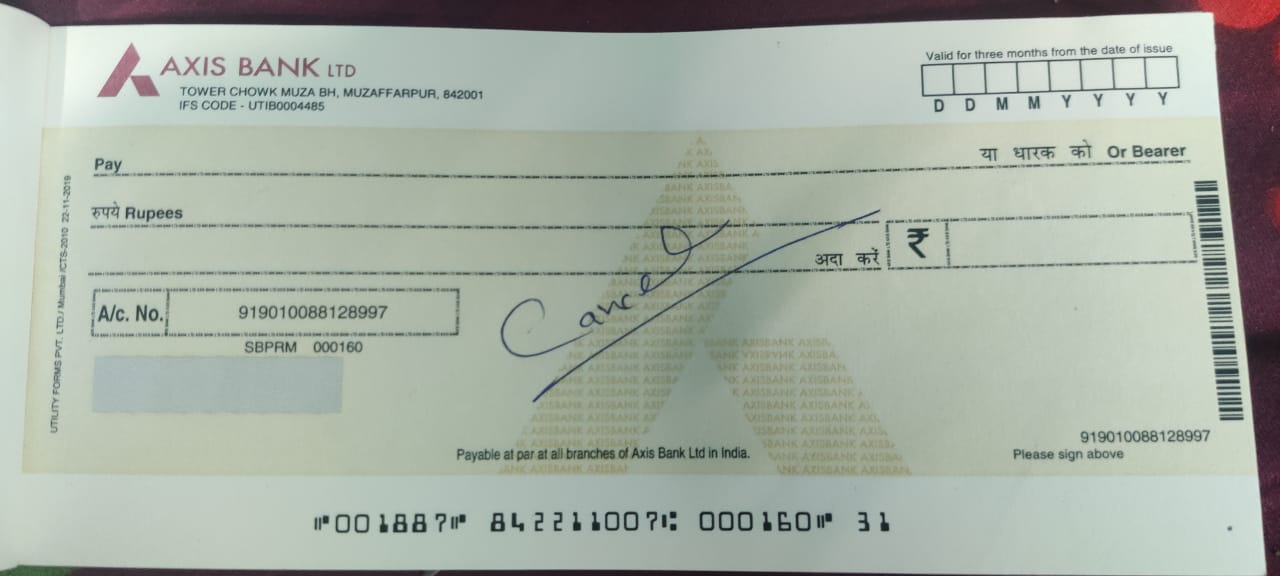 AXIS BANK LTD
TOWER CHOWK MUZA BH, MUZAFFARPUR, 842001
IFS CODE - UTIB0004485
Valid for three months from the date of issue
D D M M Y Y Y Y
Pay
या धारक को Or Bearer
रुपये Rupees
अदा करें ₹
Cancel
A/c. No. 919010088128997
SBPRM 000160
UTILITY FORMS PVT. LTD./ Mumbai /CTS-2010 22-11-2019
919010088128997
Payable at par at all branches of Axis Bank Ltd in India.
Please sign above
⑈001887⑈ 842211007⑆ 000160⑈ 31